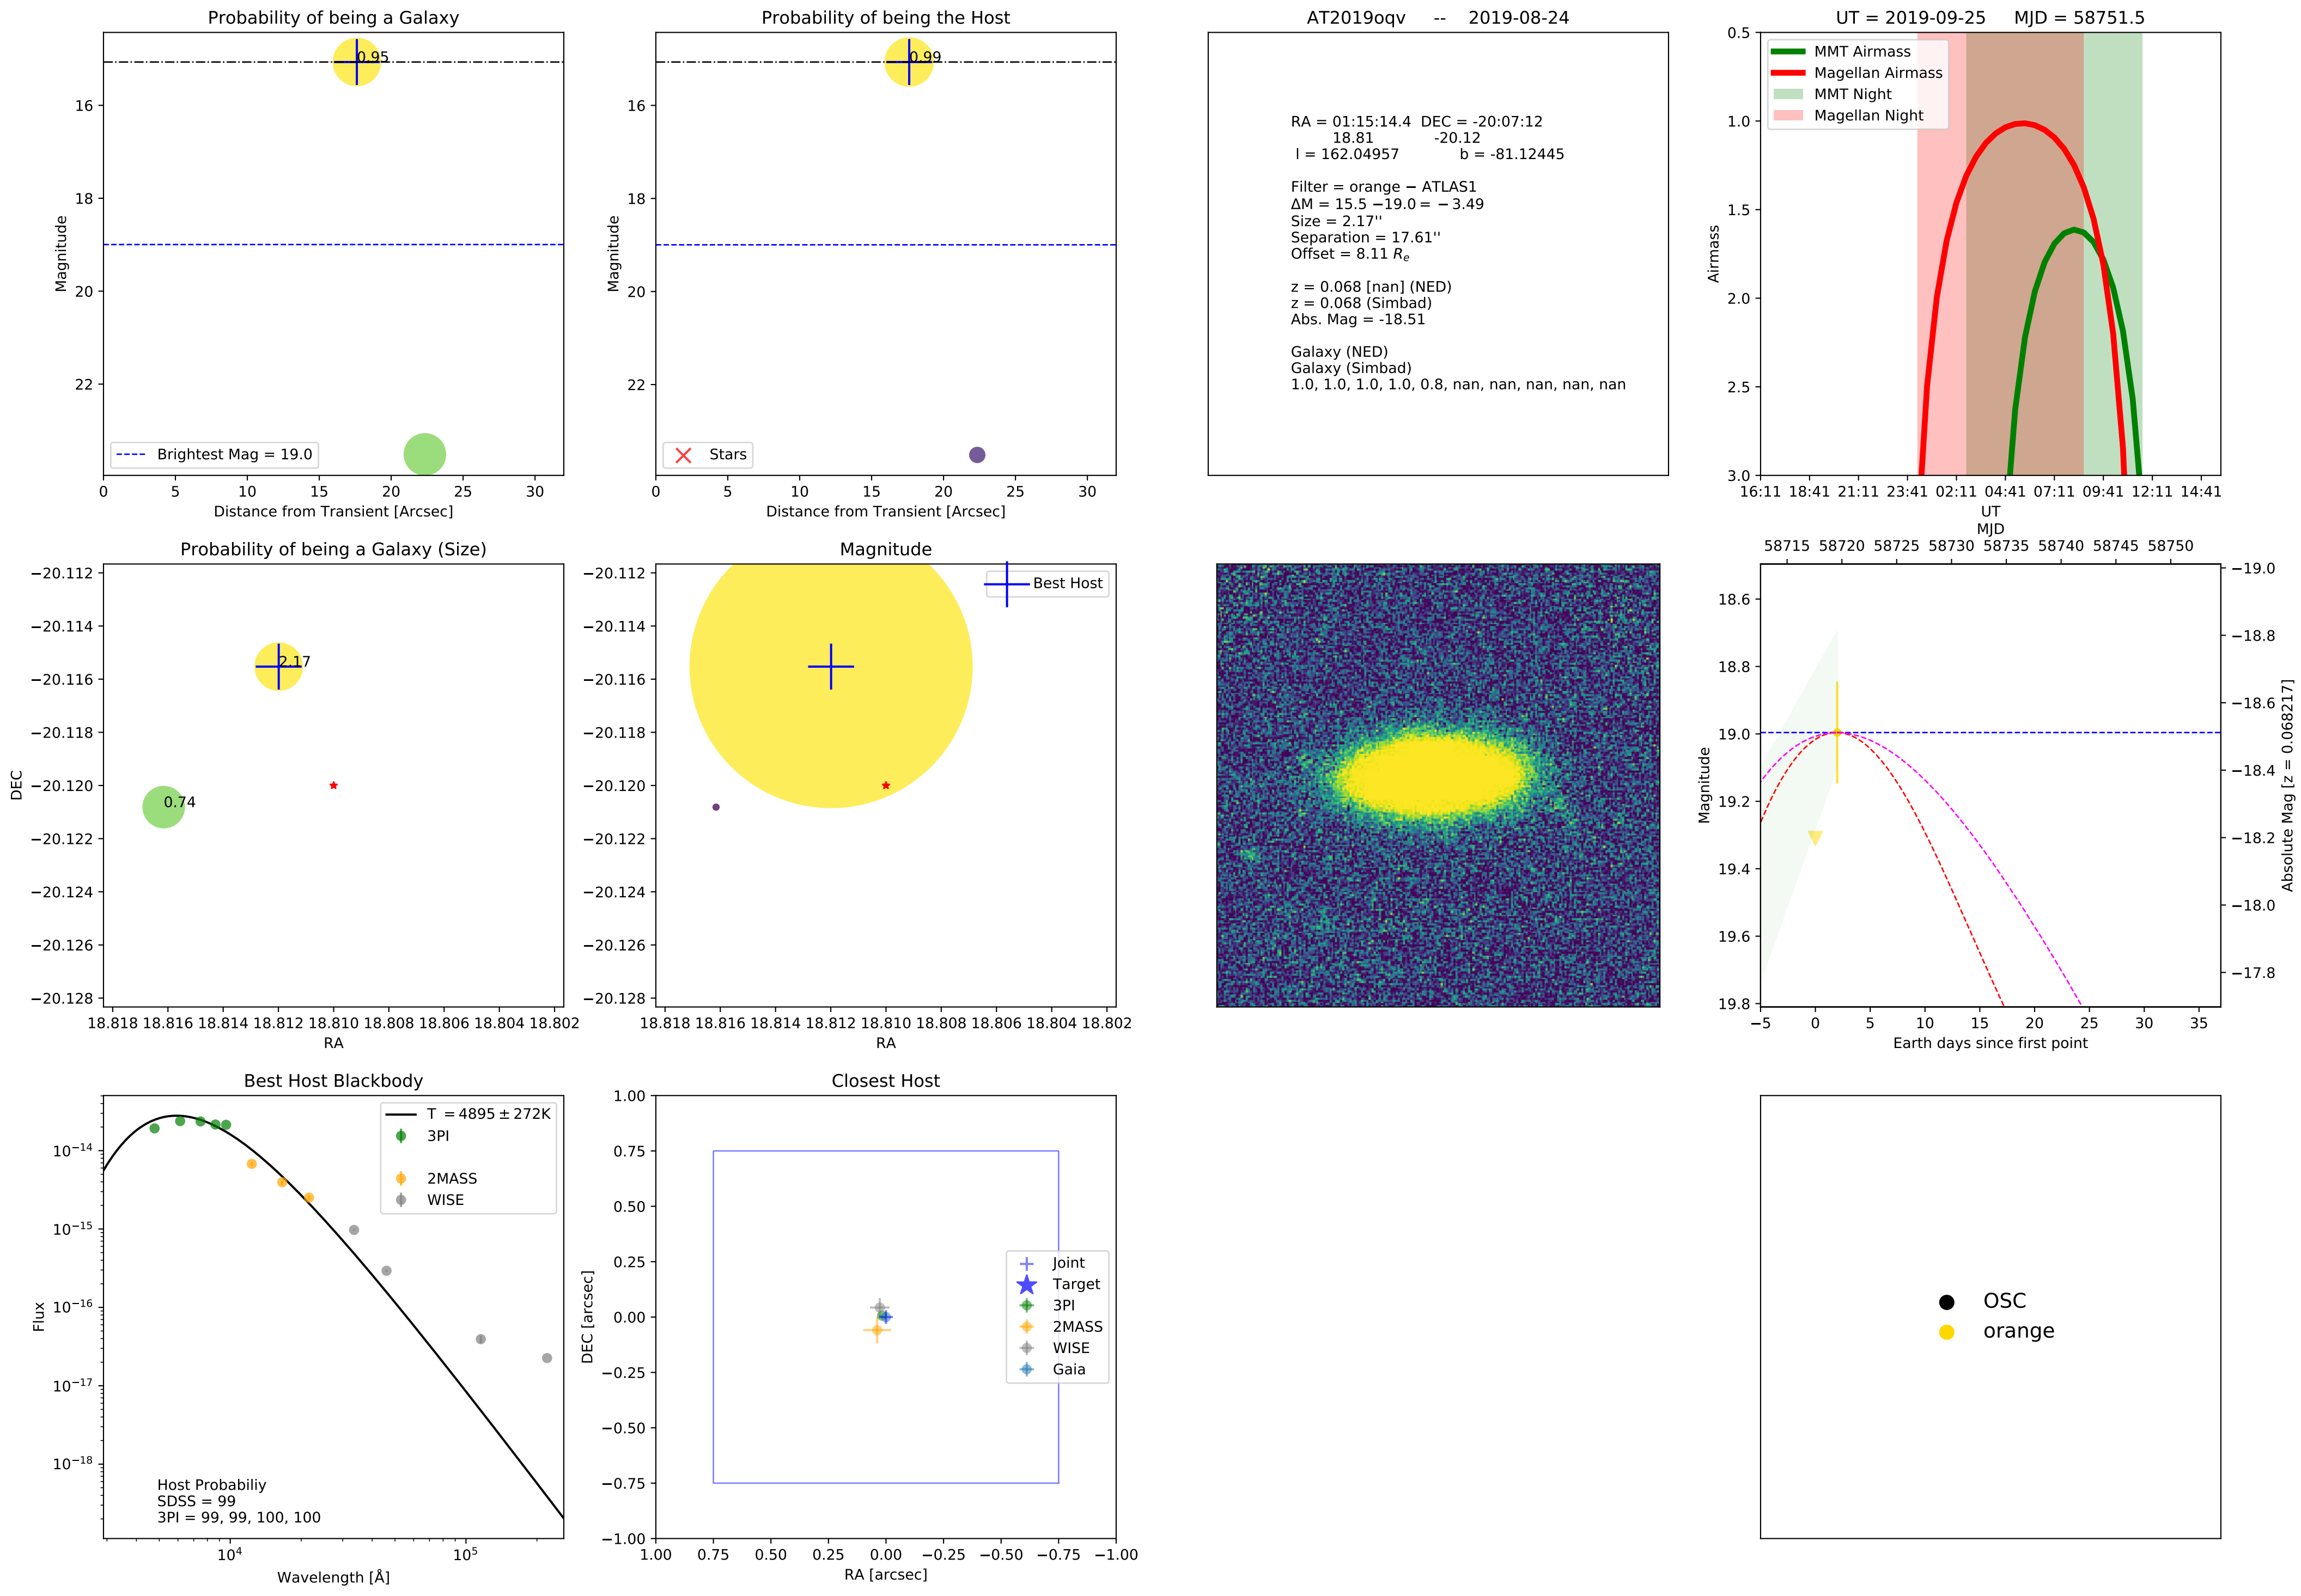 Probability of being a Galaxy
0.95
16
18
20
22
Magnitude
Brightest Mag = 19.0
0 5 10 15 20 25 30
Distance from Transient [Arcsec]
Probability of being the Host
0.99
16
18
20
22
Magnitude
Stars
0 5 10 15 20 25 30
Distance from Transient [Arcsec]
AT2019oqv -- 2019-08-24
RA = 01:15:14.4 DEC = -20:07:12
18.81 -20.12
l = 162.04957 b = -81.12445
Filter = orange − ATLAS1
ΔM = 15.5 −19.0 = −3.49
Size = 2.17''
Separation = 17.61''
Offset = 8.11 Re
z = 0.068 [nan] (NED)
z = 0.068 (Simbad)
Abs. Mag = -18.51
Galaxy (NED)
Galaxy (Simbad)
1.0, 1.0, 1.0, 1.0, 0.8, nan, nan, nan, nan, nan
UT = 2019-09-25 MJD = 58751.5
MMT Airmass
Magellan Airmass
MMT Night
Magellan Night
0.5
1.0
1.5
2.0
2.5
3.0
Airmass
16:11 18:41 21:11 23:41 02:11 04:41 07:11 09:41 12:11 14:41
UT
Probability of being a Galaxy (Size)
2.17
0.74
−20.112
−20.114
−20.116
−20.118
−20.120
−20.122
−20.124
−20.126
−20.128
DEC
18.818 18.816 18.814 18.812 18.810 18.808 18.806 18.804 18.802
RA
Magnitude
Best Host
−20.112
−20.114
−20.116
−20.118
−20.120
−20.122
−20.124
−20.126
−20.128
18.818 18.816 18.814 18.812 18.810 18.808 18.806 18.804 18.802
RA
MJD
58715 58720 58725 58730 58735 58740 58745 58750
18.6
18.8
19.0
19.2
19.4
19.6
19.8
Magnitude
−19.0
−18.8
−18.6
−18.4
−18.2
−18.0
−17.8
Absolute Mag [z = 0.068217]
−5 0 5 10 15 20 25 30 35
Earth days since first point
Best Host Blackbody
T = 4895 ± 272K
3PI
2MASS
WISE
10−14
10−15
10−16
10−17
10−18
Flux
Host Probabiliy
SDSS = 99
3PI = 99, 99, 100, 100
104 105
Wavelength [Å]
Closest Host
1.00
0.75
0.50
0.25
0.00
−0.25
−0.50
−0.75
−1.00
DEC [arcsec]
Joint
Target
3PI
2MASS
WISE
Gaia
1.00 0.75 0.50 0.25 0.00 −0.25 −0.50 −0.75 −1.00
RA [arcsec]
OSC
orange